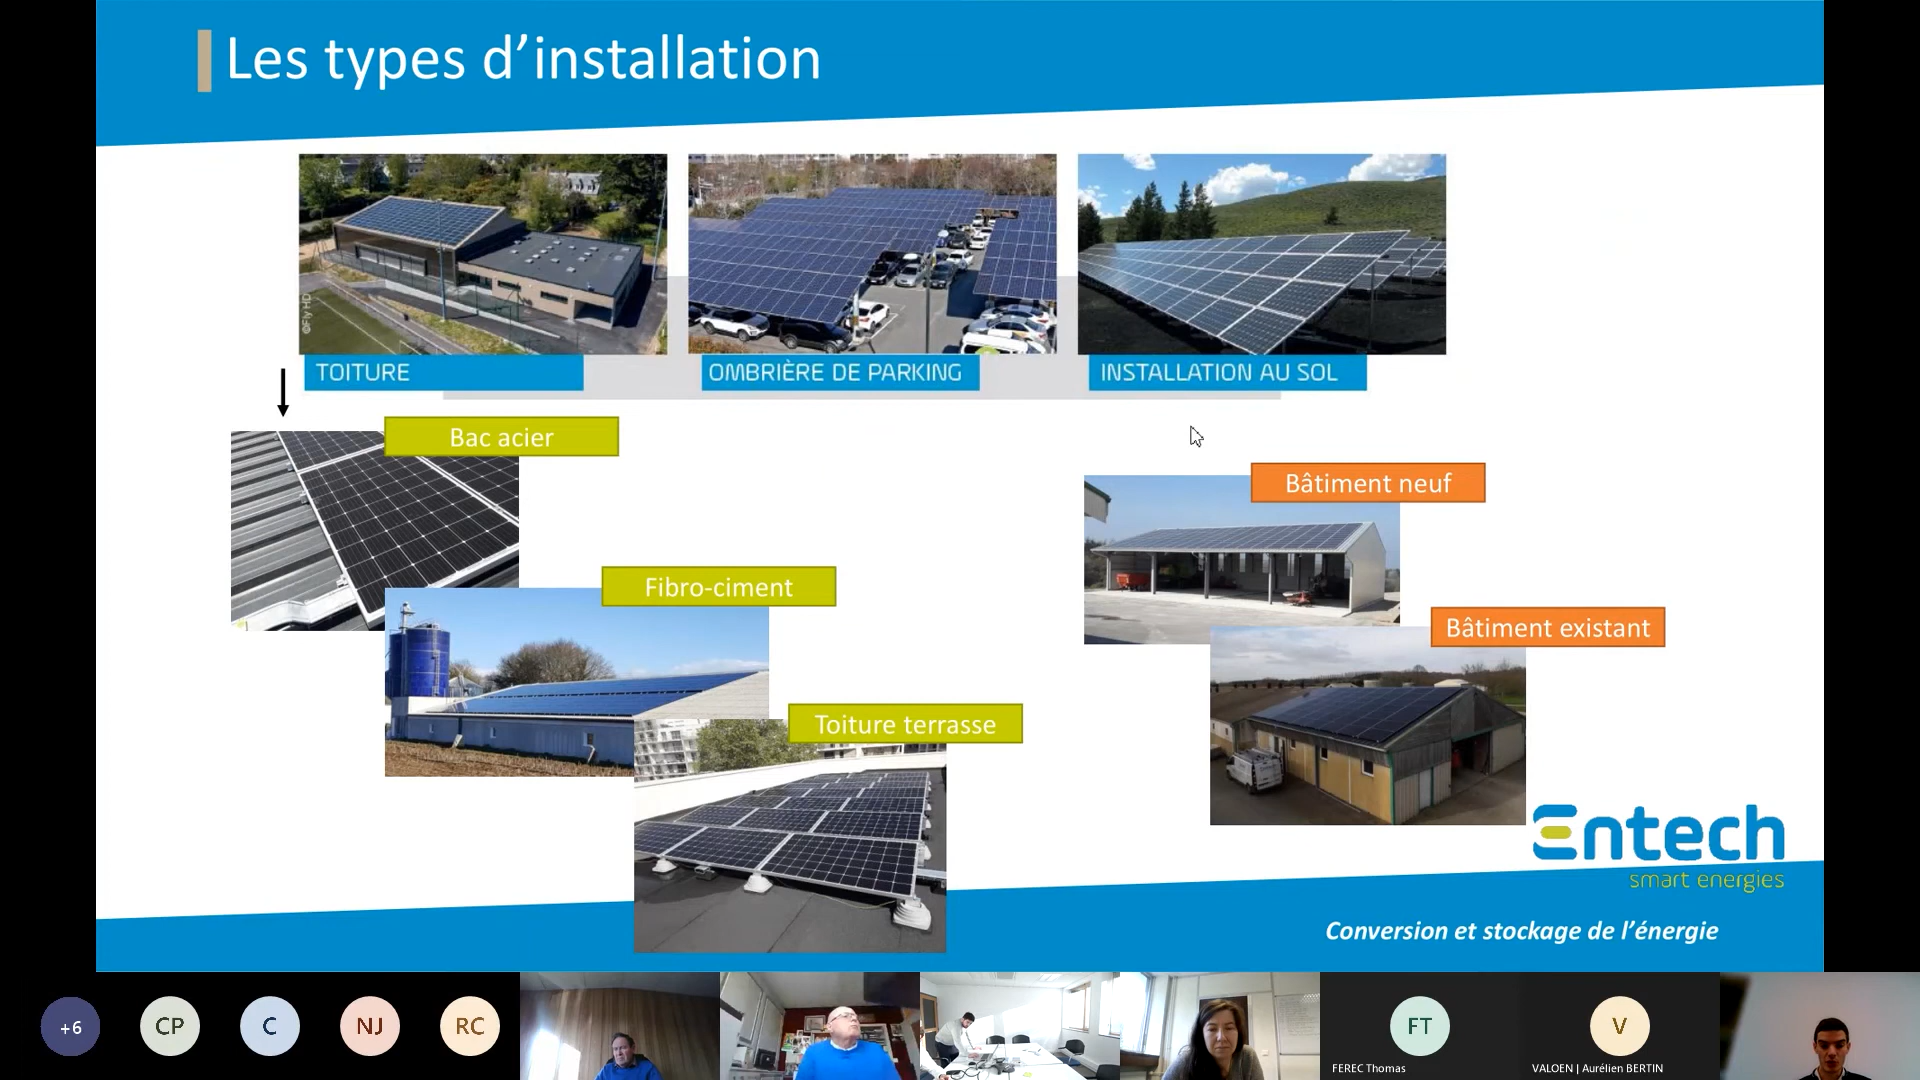 Les types d’installation
©Fly HD
TOITURE
OMBRIÈRE DE PARKING
INSTALLATION AU SOL
Bac acier
Bâtiment neuf
Fibro-ciment
Bâtiment existant
Toiture terrasse
Entech
smart energies
Conversion et stockage de l’énergie
+6
CP
C
NJ
RC
FT
V
FEREC Thomas
VALOEN | Aurélien BERTIN